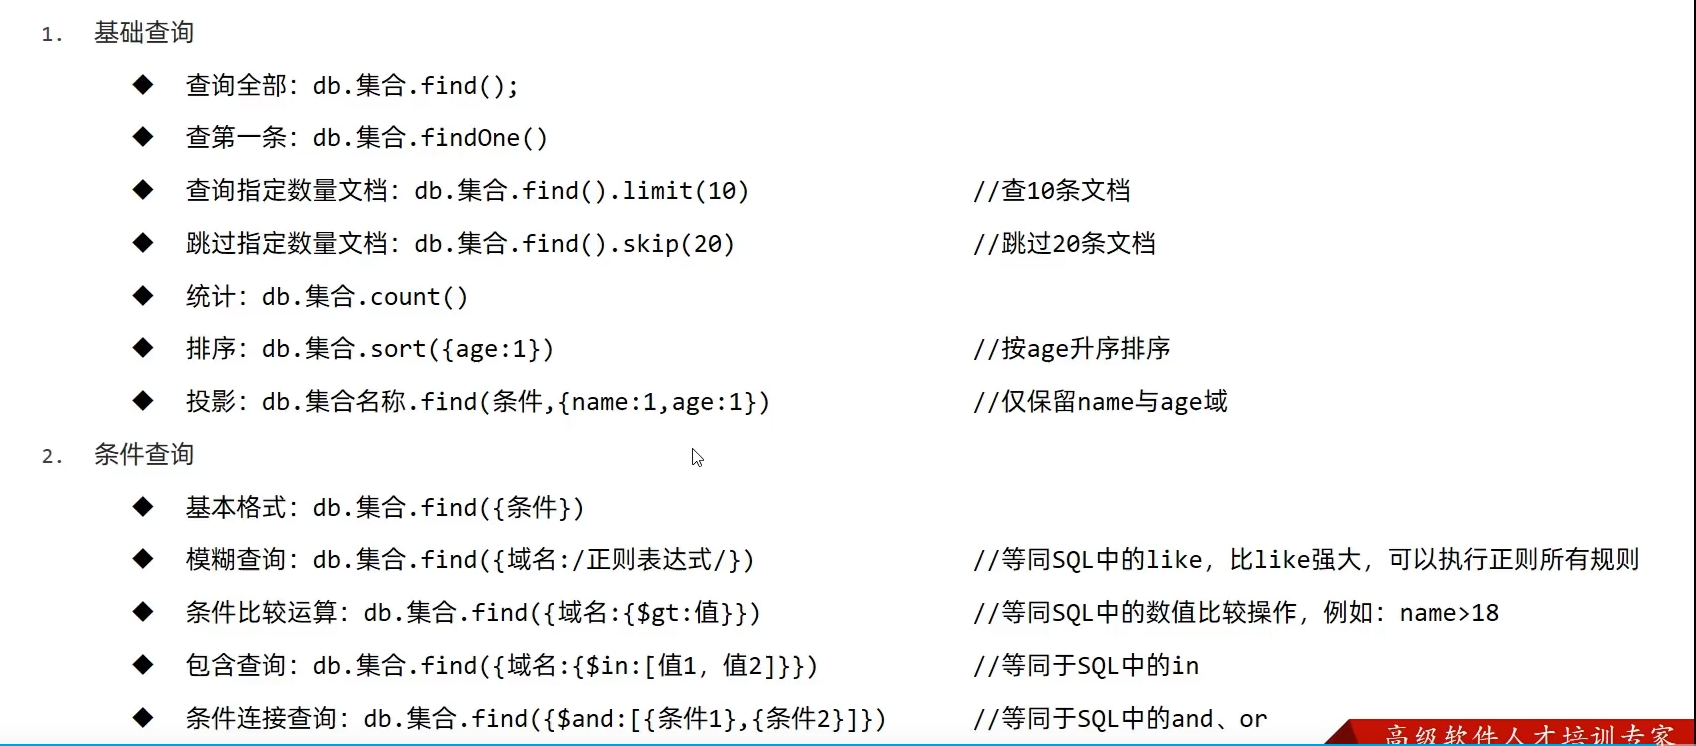 1. 基础查询
◆ 查询全部：db.集合.find();
◆ 查第一条：db.集合.findOne()
◆ 查询指定数量文档：db.集合.find().limit(10) //查10条文档
◆ 跳过指定数量文档：db.集合.find().skip(20) //跳过20条文档
◆ 统计：db.集合.count()
◆ 排序：db.集合.sort({age:1}) //按age升序排序
◆ 投影：db.集合名称.find(条件,{name:1,age:1}) //仅保留name与age域
2. 条件查询
◆ 基本格式：db.集合.find({条件})
◆ 模糊查询：db.集合.find({域名:/正则表达式/}) //等同SQL中的like，比like强大，可以执行正则所有规则
◆ 条件比较运算：db.集合.find({域名:{$gt:值}}) //等同SQL中的数值比较操作，例如：name>18
◆ 包含查询：db.集合.find({域名:{$in:[值1，值2]}}) //等同于SQL中的in
◆ 条件连接查询：db.集合.find({$and:[{条件1},{条件2}]}) //等同于SQL中的and、or
高级软件人才培训专家